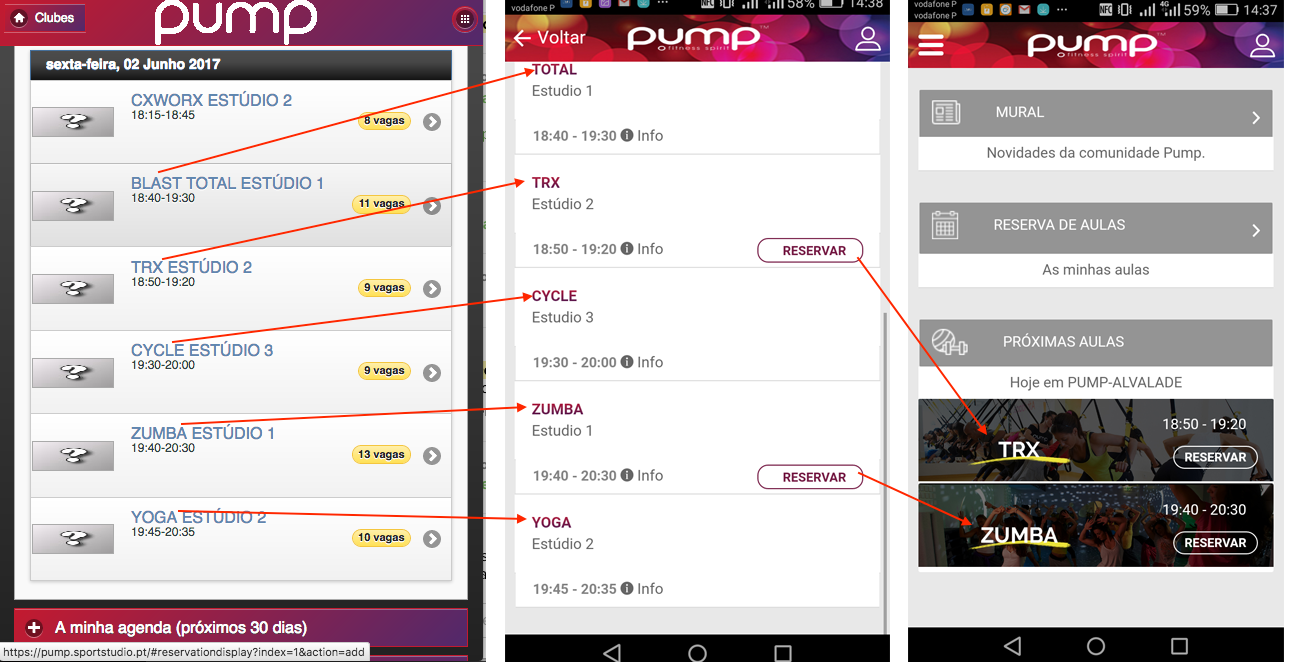 Clubes
pump
sexta-feira, 02 Junho 2017
CXWORX ESTÚDIO 2
18:15-18:45
8 vagas
BLAST TOTAL ESTÚDIO 1
18:40-19:30
11 vagas
TRX ESTÚDIO 2
18:50-19:20
9 vagas
CYCLE ESTÚDIO 3
19:30-20:00
9 vagas
ZUMBA ESTÚDIO 1
19:40-20:30
13 vagas
YOGA ESTÚDIO 2
19:45-20:35
10 vagas
A minha agenda (próximos 30 dias)
https://pump.sportstudio.pt/#reservationdisplay?index=1&action=add
vodafone P
NFC
58%
14:38
Voltar
pump™
fitness spirit
TOTAL
Estudio 1
18:40 - 19:30 Info
TRX
Estúdio 2
18:50 - 19:20 Info
RESERVAR
CYCLE
Estudio 3
19:30 - 20:00 Info
ZUMBA
Estudio 1
19:40 - 20:30 Info
RESERVAR
YOGA
Estúdio 2
19:45 - 20:35 Info
vodafone P
vodafone P
NFC
4G
59%
14:37
pump™
fitness spirit
MURAL
Novidades da comunidade Pump.
RESERVA DE AULAS
As minhas aulas
PRÓXIMAS AULAS
Hoje em PUMP-ALVALADE
TRX
18:50 - 19:20
RESERVAR
ZUMBA
19:40 - 20:30
RESERVAR